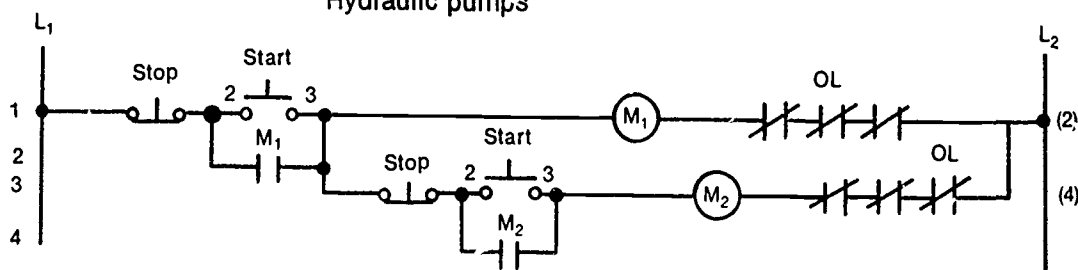 Hydraulic pumps
L1
L2
Stop
Start
OL
1
2
3
M1
(2)
M1
2
3
Stop
Start
2
3
M2
OL
(4)
M2
4